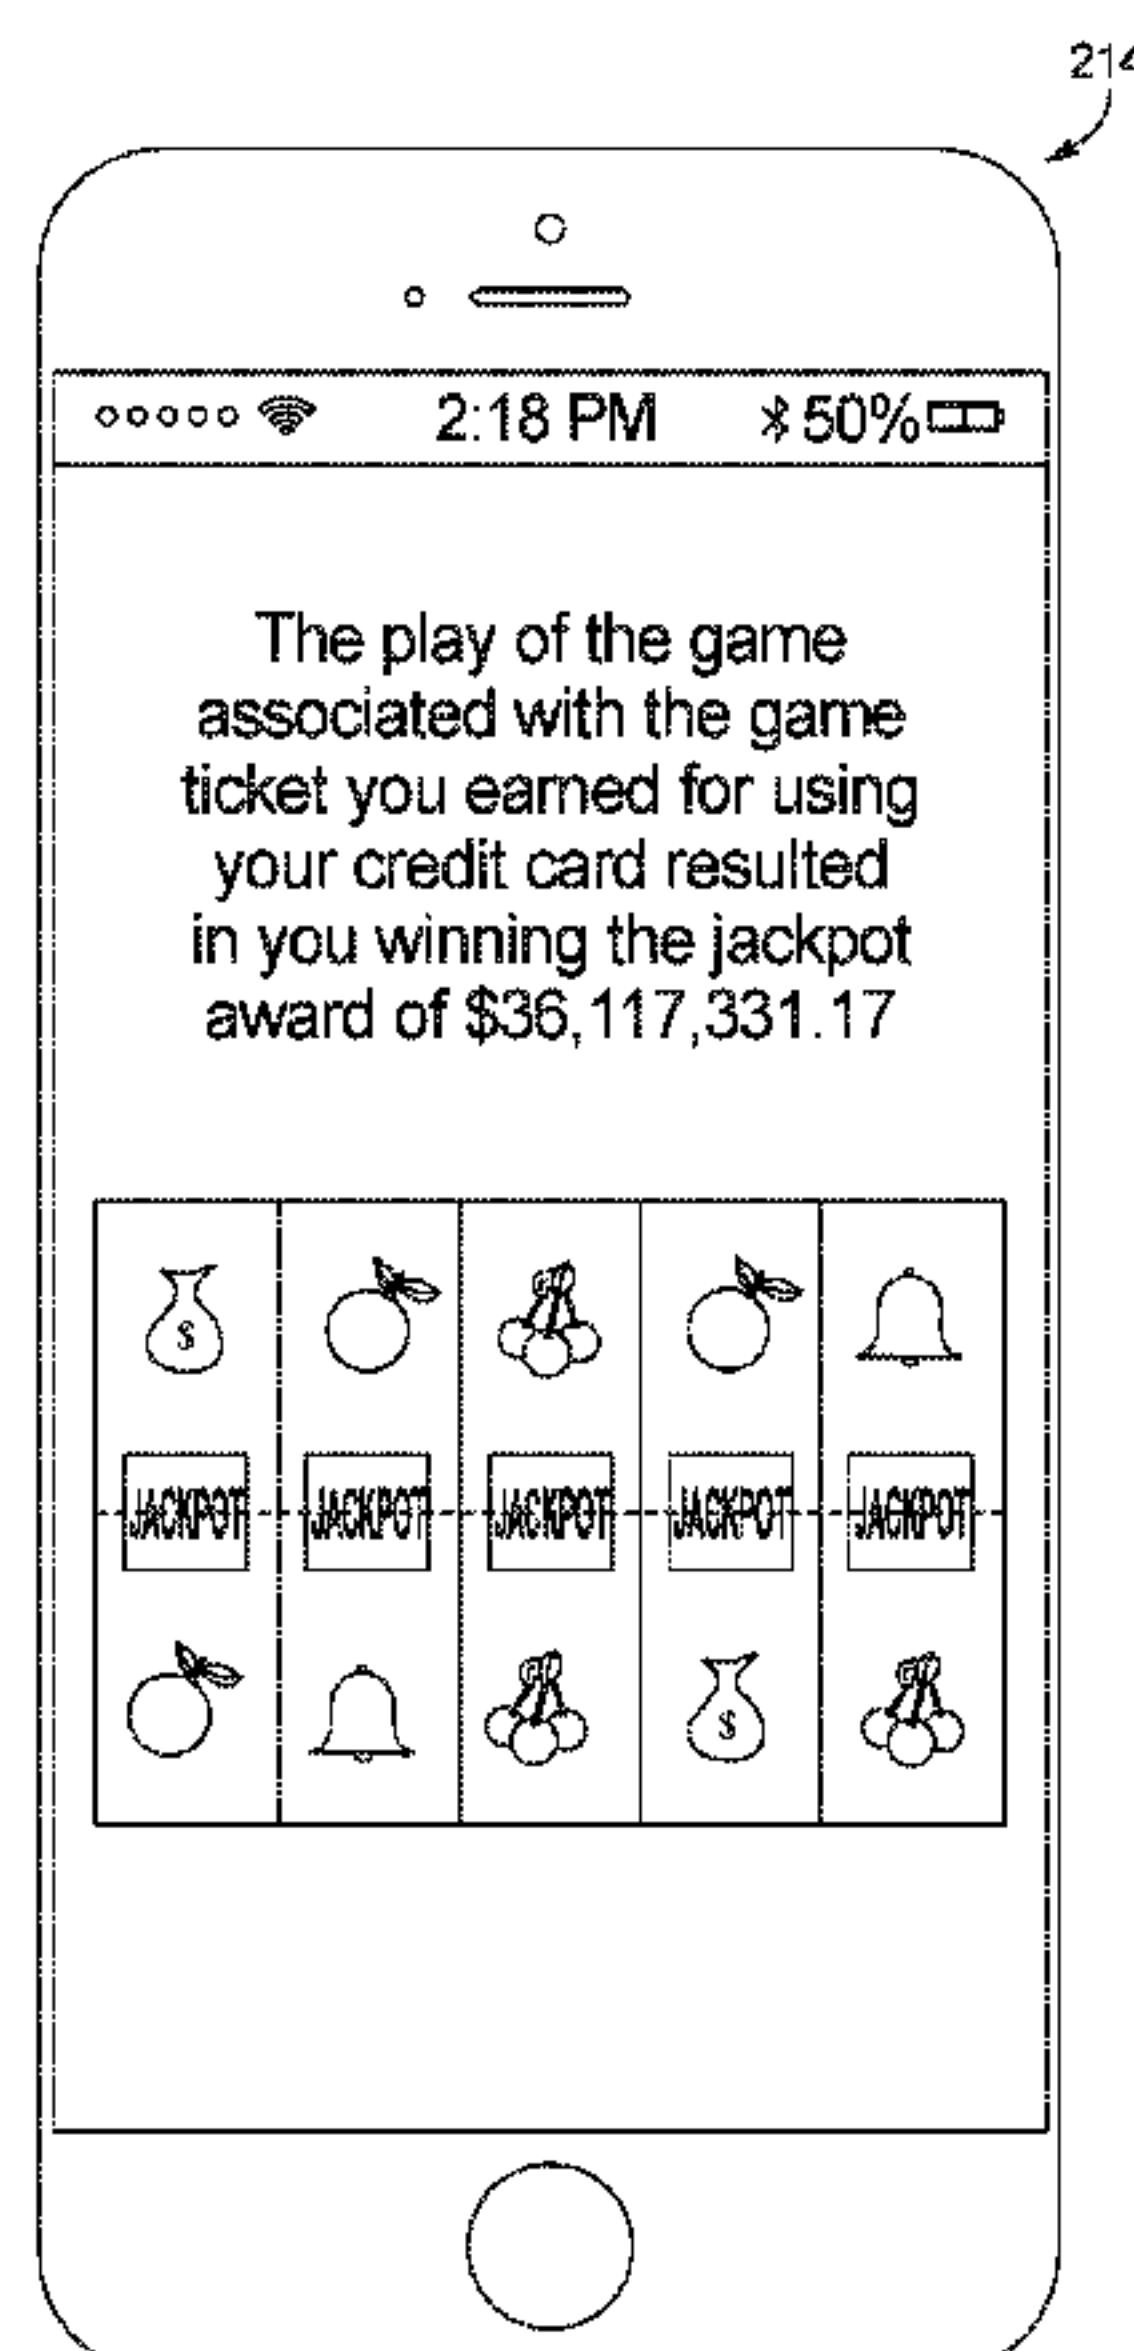 214
2:18 PM 50%
The play of the game
associated with the game
ticket you earned for using
your credit card resulted
in you winning the jackpot
award of $36,117,331.17
$
JACKPOT JACKPOT JACKPOT JACKPOT JACKPOT
$